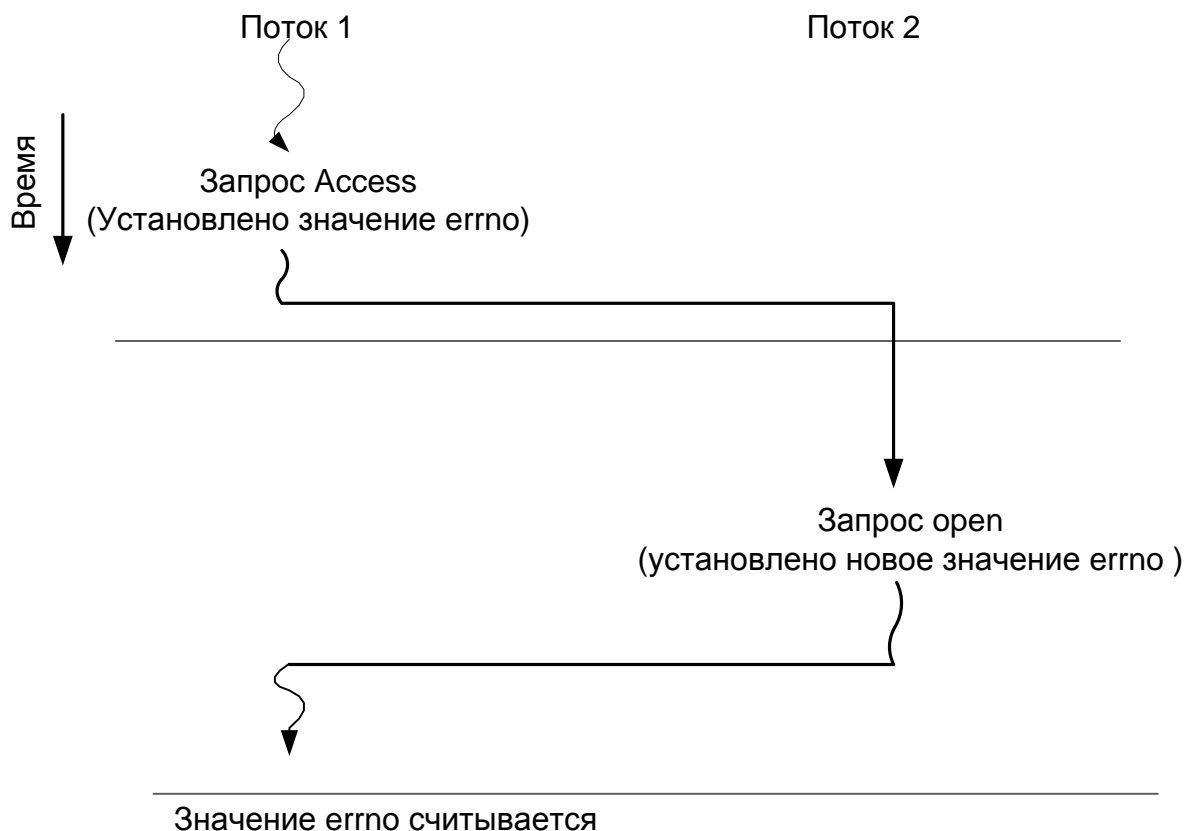 Поток 1
Поток 2
Время
Запрос Access
(Установлено значение errno)
Запрос open
(установлено новое значение errno )
Значение errno считывается